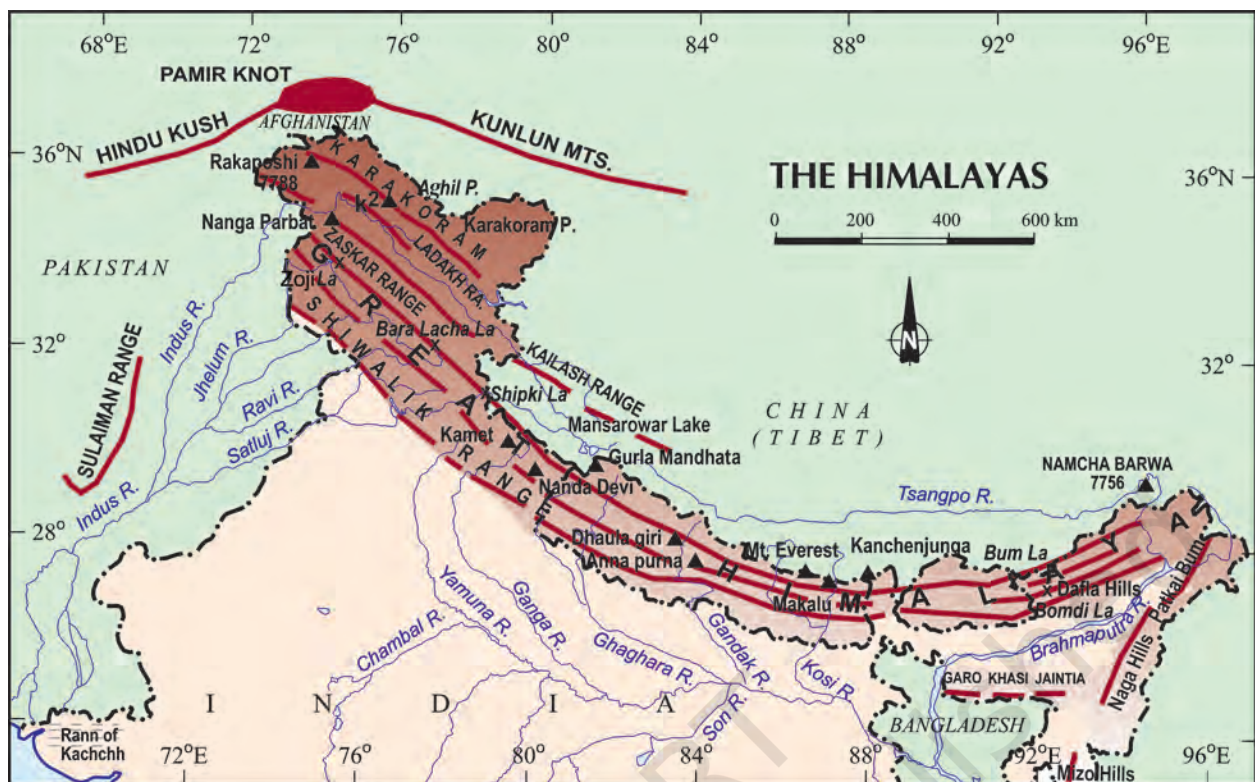 68°E
72°
76°
80°
84°
88°
92°
96°E
PAMIR KNOT
HINDU KUSH
AFGHANISTAN
KUNLUN MTS.
36°N
36°N
THE HIMALAYAS
0 200 400 600 km
Rakaposhi
7788
KARAKORAM
Aghil P.
K2
Karakoram P.
Nanga Parbat
LADAKH RA.
ZASKAR RANGE
PAKISTAN
Zoji La
GREAT HIMALAYA
SHIWALIK RANGE
Bara Lacha La
N
32°
32°
Indus R.
Jhelum R.
Ravi R.
Satluj R.
SULAIMAN RANGE
KAILASH RANGE
Shipki La
Mansarowar Lake
CHINA
(TIBET)
Kamet
Gurla Mandhata
Nanda Devi
NAMCHA BARWA
7756
Tsangpo R.
Indus R.
28°
28°
Dhaula giri
Anna purna
Mt. Everest
Kanchenjunga
Makalu
Bum La
x Dafla Hills
Bomdi La
Patkai Bum
Brahmaputra R.
Naga Hills
Yamuna R.
Ganga R.
Chambal R.
Ghaghara R.
Gandak R.
Kosi R.
Son R.
GARO KHASI JAINTIA
INDIA
BANGLADESH
Rann of
Kachchh
Mizo Hills
72°E
76°
80°
84°
88°
92°E
96°E